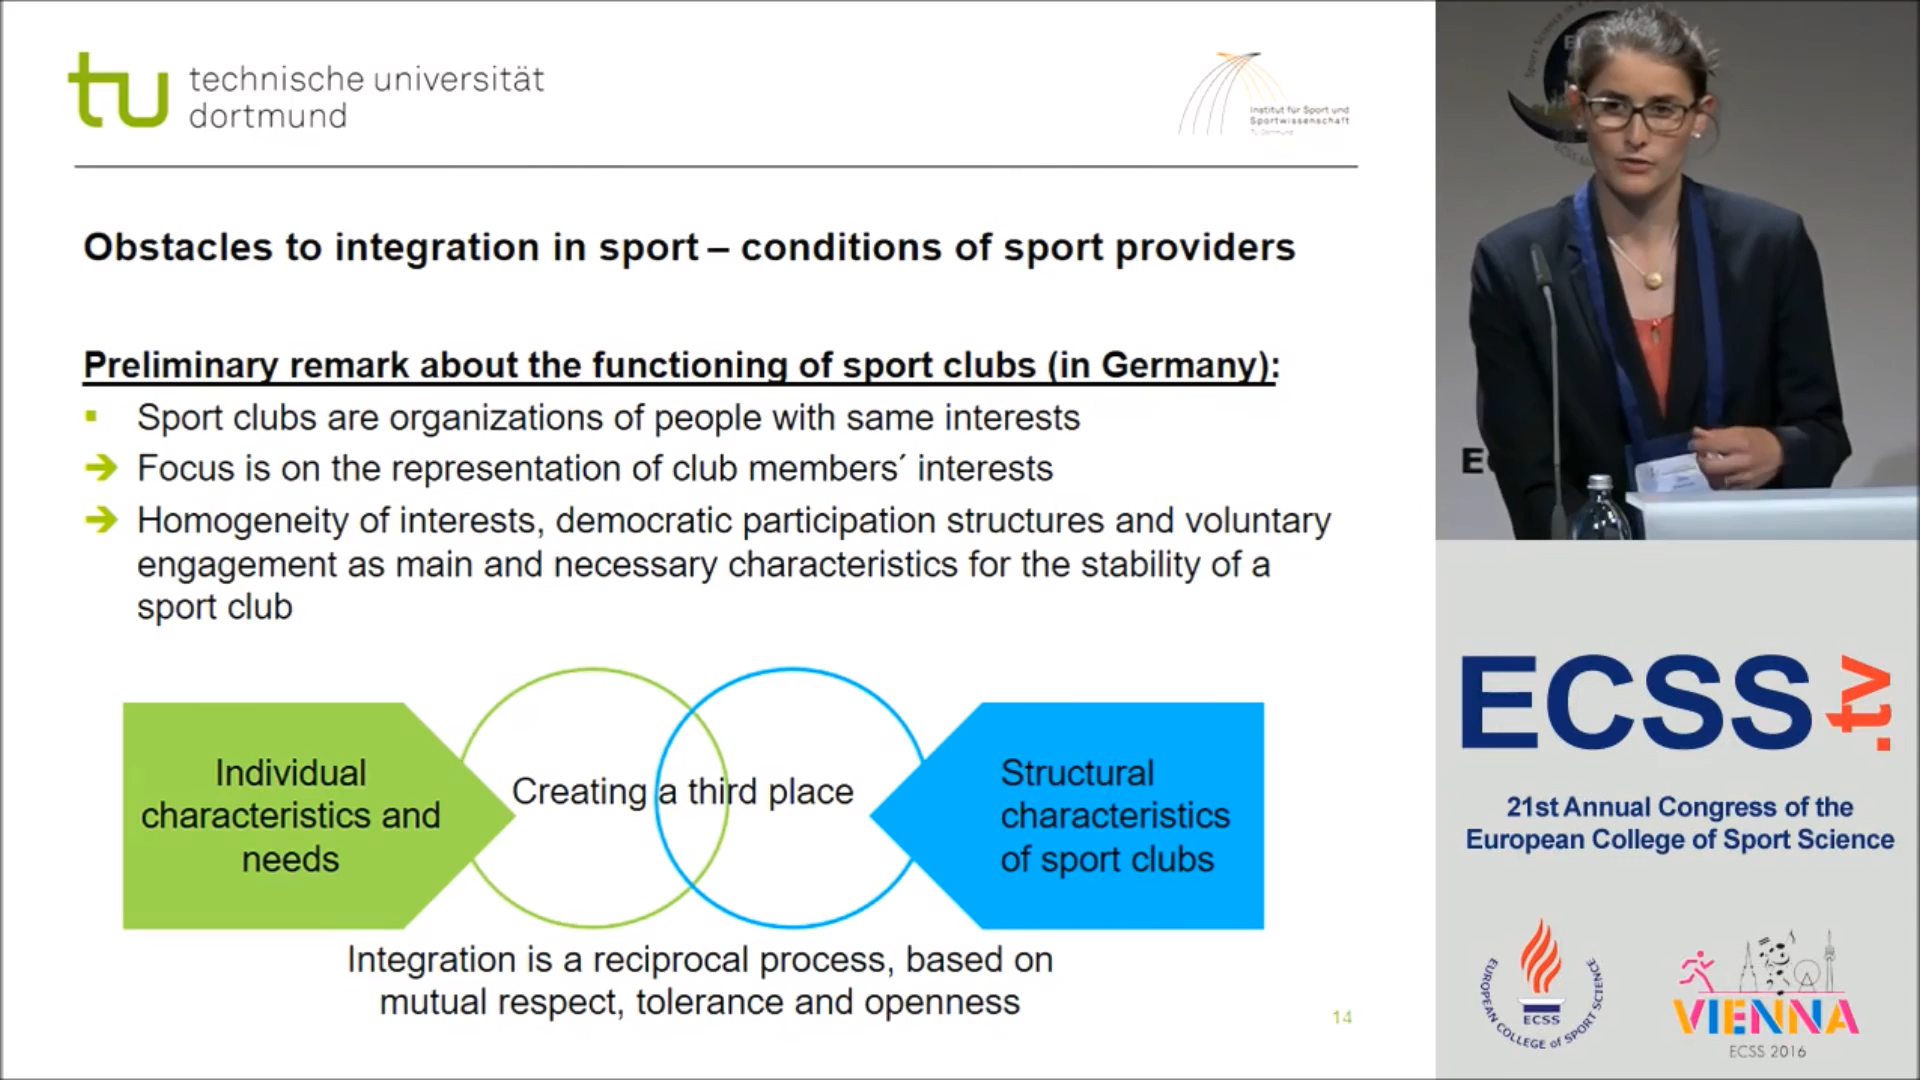 technische universität
dortmund
Institut für Sport und
Sportwissenschaft
TU Dortmund
Obstacles to integration in sport – conditions of sport providers
Preliminary remark about the functioning of sport clubs (in Germany):
Sport clubs are organizations of people with same interests
Focus is on the representation of club members´ interests
Homogeneity of interests, democratic participation structures and voluntary
engagement as main and necessary characteristics for the stability of a
sport club
Individual
characteristics and
needs
Creating a third place
Structural
characteristics
of sport clubs
Integration is a reciprocal process, based on
mutual respect, tolerance and openness
14
E
ECSS.tv
21st Annual Congress of the
European College of Sport Science
EUROPEAN COLLEGE of SPORT SCIENCE
ECSS
VIENNA
ECSS 2016